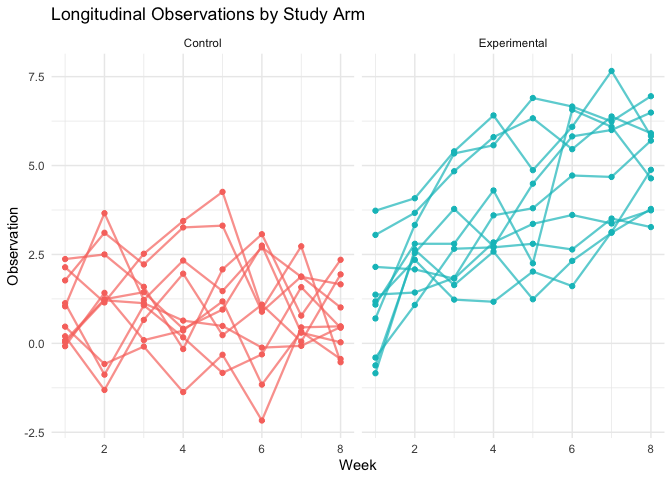 Longitudinal Observations by Study Arm
Control Experimental
7.5
5.0
2.5
0.0
-2.5
Observation
2 4 6 8 2 4 6 8
Week